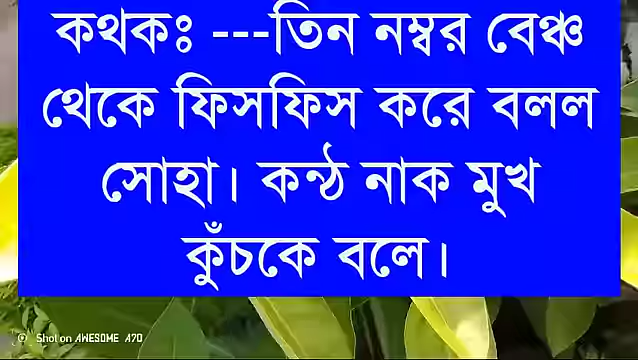 কথকঃ ---তিন নম্বর বেঞ্চ
থেকে ফিসফিস করে বলল
সোহা। কন্ঠ নাক মুখ
কুঁচকে বলে।
Shot on AWESOME A70